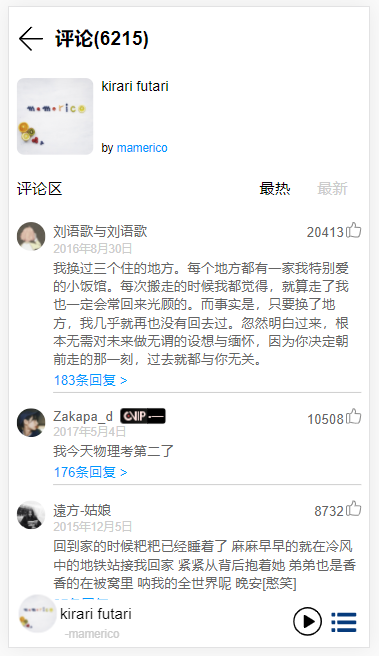 评论(6215)
mamerico
kirari futari
by mamerico
评论区 最热 最新
刘语歌与刘语歌 20413
2016年8月30日
我换过三个住的地方。每个地方都有一家我特别爱
的小饭馆。每次搬走的时候我都觉得，就算走了我
也一定会常回来光顾的。而事实是，只要换了地
方，我几乎就再也没有回去过。忽然明白过来，根
本无需对未来做无谓的设想与缅怀，因为你决定朝
前走的那一刻，过去就都与你无关。
183条回复 >
Zakapa_d CVIP 10508
2017年5月4日
我今天物理考第二了
176条回复 >
遠方-姑娘 8732
2015年12月5日
回到家的时候粑粑已经睡着了 麻麻早早的就在冷风
中的地铁站接我回家 紧紧从背后抱着她 弟弟也是香
香的在被窝里 呐我的全世界呢 晚安[憨笑]
kirari futari
-mamerico